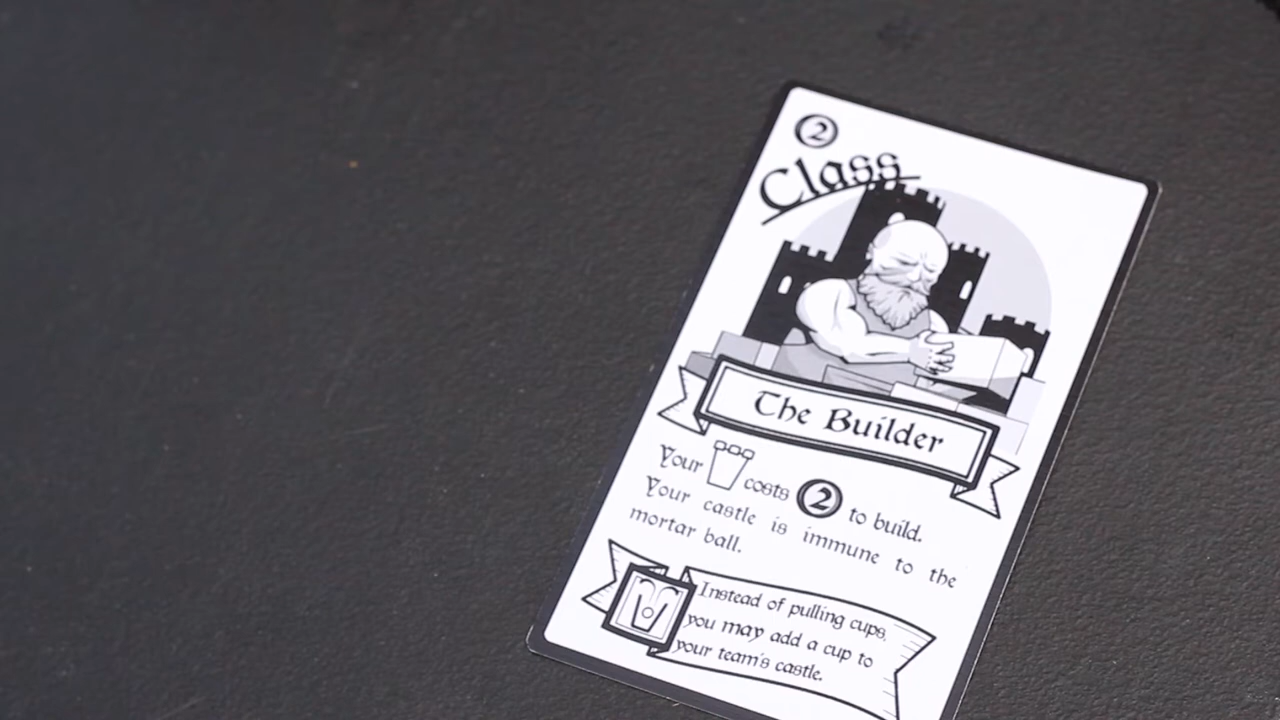 2
Class
The Builder
Your costs 2 to build.
Your castle is immune to the
mortar ball.
Instead of pulling cups,
you may add a cup to
your team's castle.